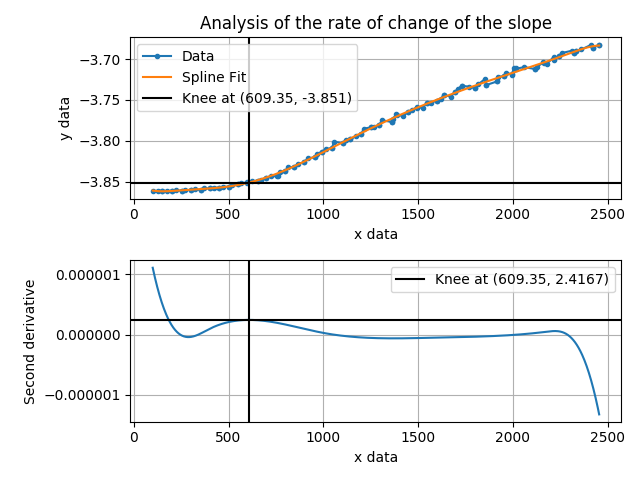 Analysis of the rate of change of the slope
Data
Spline Fit
Knee at (609.35, -3.851)
y data
−3.70
−3.75
−3.80
−3.85
0 500 1000 1500 2000 2500
x data
Knee at (609.35, 2.4167)
Second derivative
0.000001
0.000000
−0.000001
0 500 1000 1500 2000 2500
x data